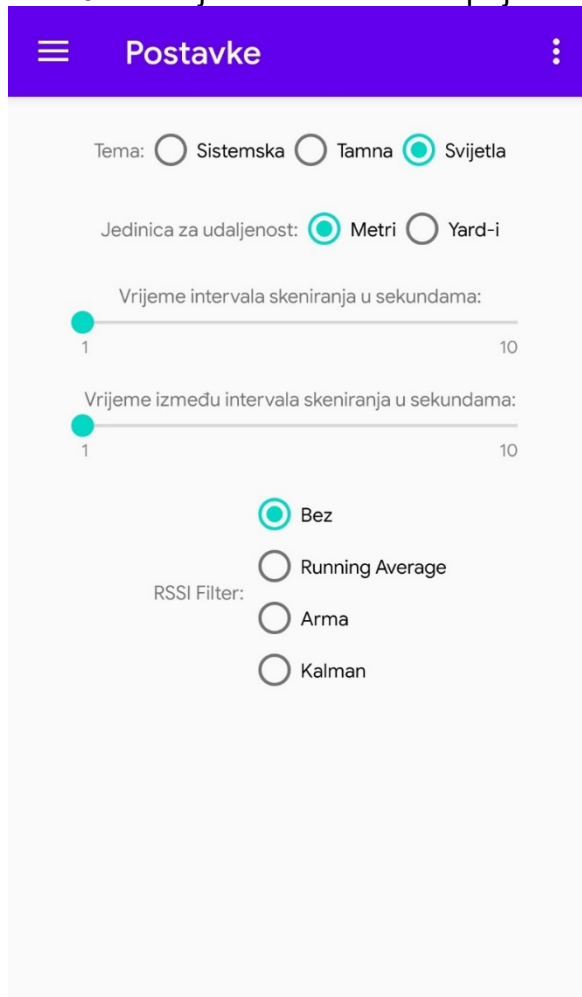 Postavke
Tema: Sistemska Tamna Svijetla
Jedinica za udaljenost: Metri Yard-i
Vrijeme intervala skeniranja u sekundama:
1 10
Vrijeme između intervala skeniranja u sekundama:
1 10
Bez
Running Average
RSSI Filter:
Arma
Kalman